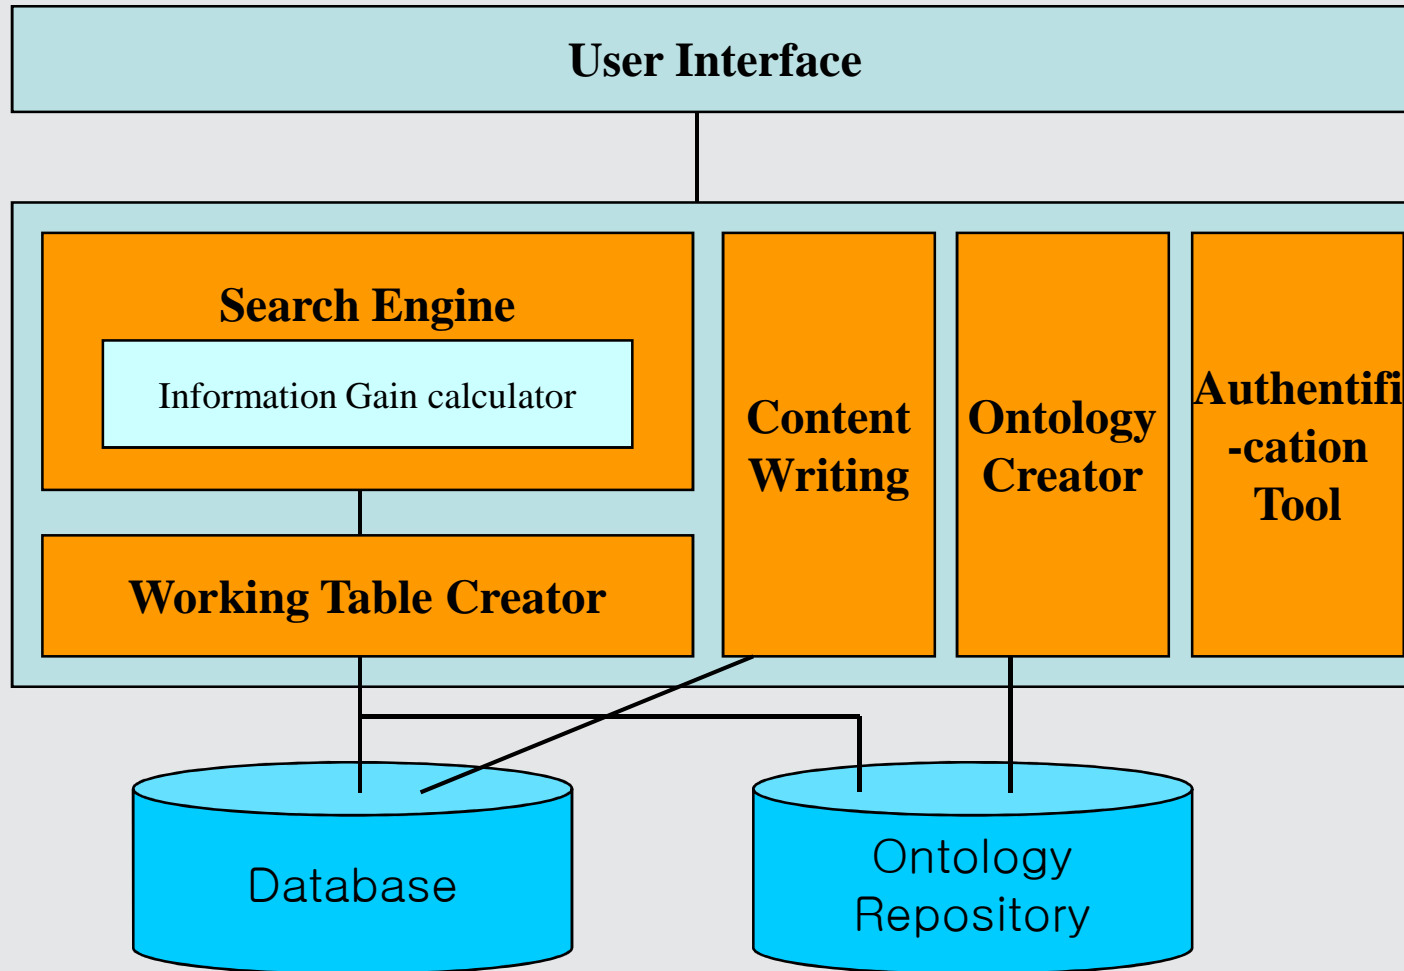 User Interface
Search Engine
Information Gain calculator
Working Table Creator
Content
Writing
Ontology
Creator
Authentifi
-cation
Tool
Database
Ontology
Repository